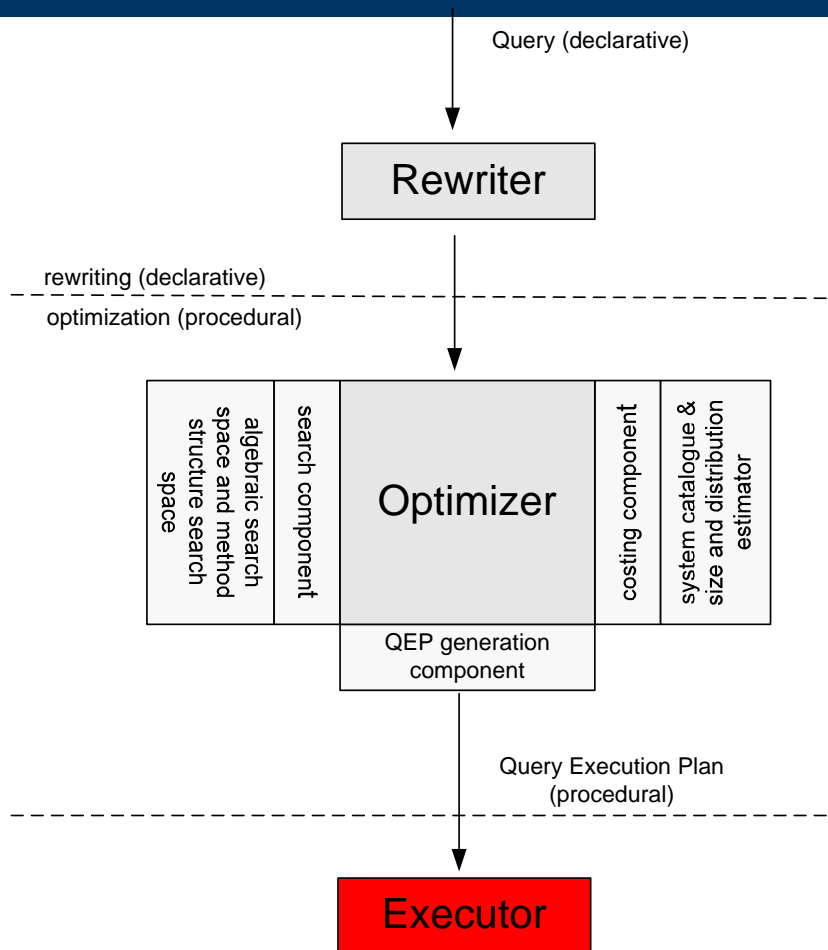 Query (declarative)
Rewriter
rewriting (declarative)
optimization (procedural)
algebraic search
space and method
structure search
space
search component
Optimizer
costing component
system catalogue &
size and distribution
estimator
QEP generation
component
Query Execution Plan
(procedural)
Executor